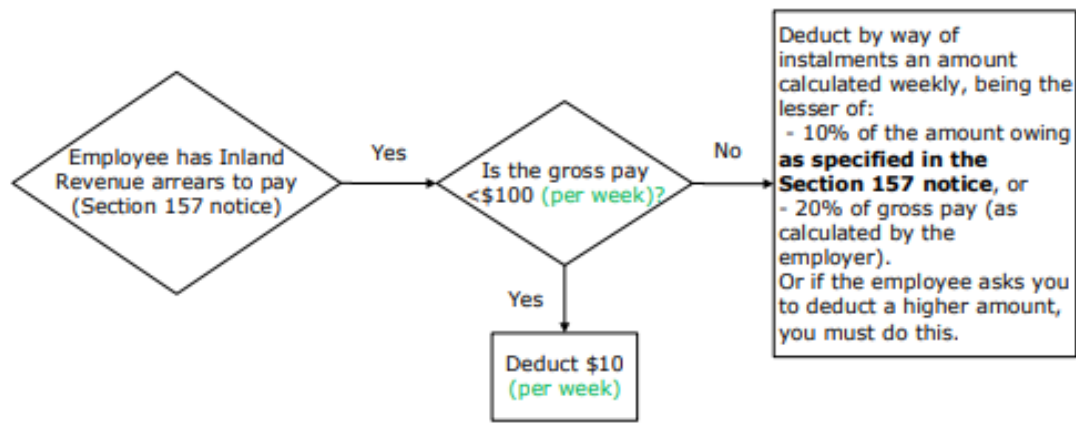 Employee has Inland
Revenue arrears to pay
(Section 157 notice)
Yes
Is the gross pay
<$100 (per week)?
No
Deduct by way of
instalments an amount
calculated weekly, being the
lesser of:
- 10% of the amount owing
as specified in the
Section 157 notice, or
- 20% of gross pay (as
calculated by the
employer).
Or if the employee asks you
to deduct a higher amount,
you must do this.
Yes
Deduct $10
(per week)